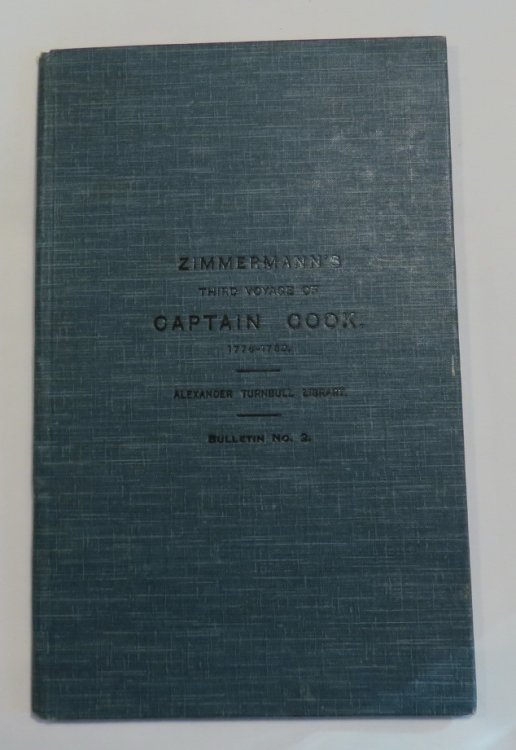 ZIMMERMANN'S
THIRD VOYAGE OF
CAPTAIN COOK.
1776-1780.
ALEXANDER TURNBULL LIBRARY.
BULLETIN No. 2.